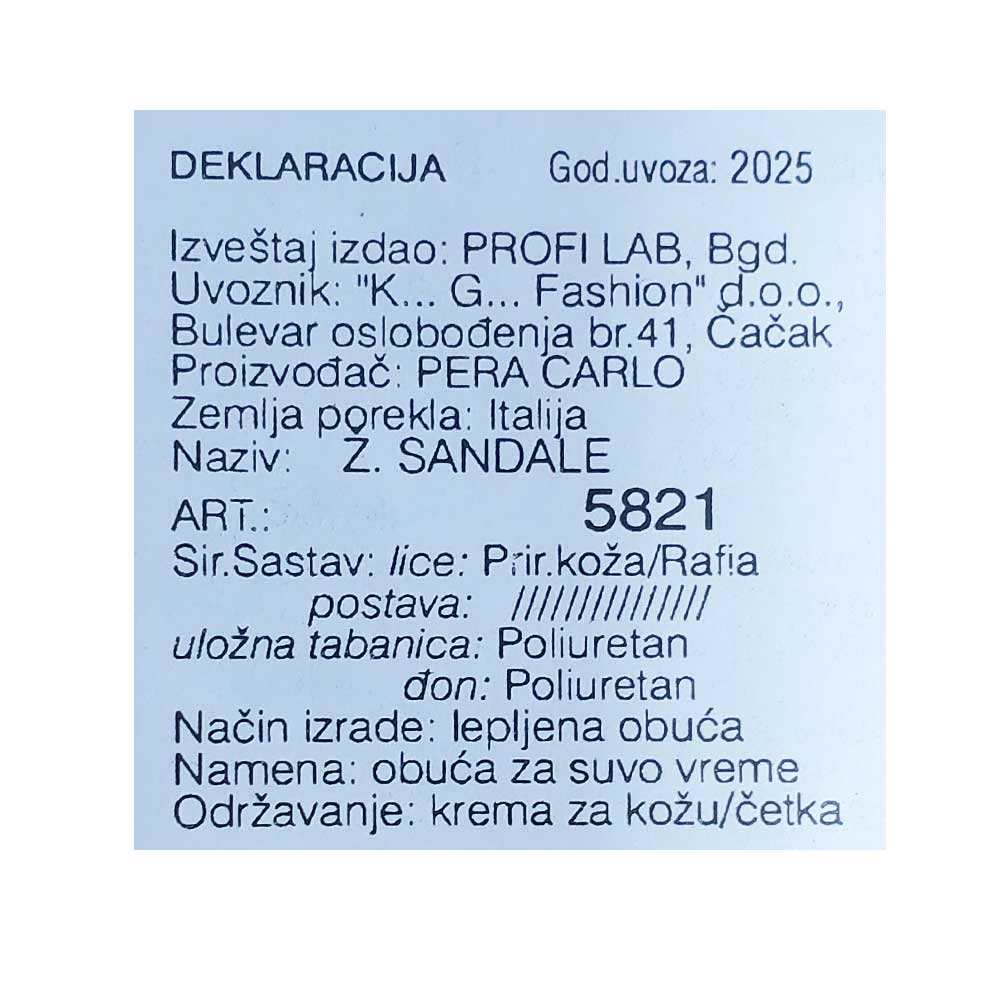 DEKLARACIJA God.uvoza: 2025
Izveštaj izdao: PROFI LAB, Bgd.
Uvoznik: "K... G... Fashion" d.o.o.,
Bulevar oslobođenja br.41, Čačak
Proizvođač: PERA CARLO
Zemlja porekla: Italija
Naziv: Ž. SANDALE
ART.: 5821
Sir.Sastav: lice: Prir.koža/Rafia
postava: ///////////////
uložna tabanica: Poliuretan
đon: Poliuretan
Način izrade: lepljena obuća
Namena: obuća za suvo vreme
Održavanje: krema za kožu/četka